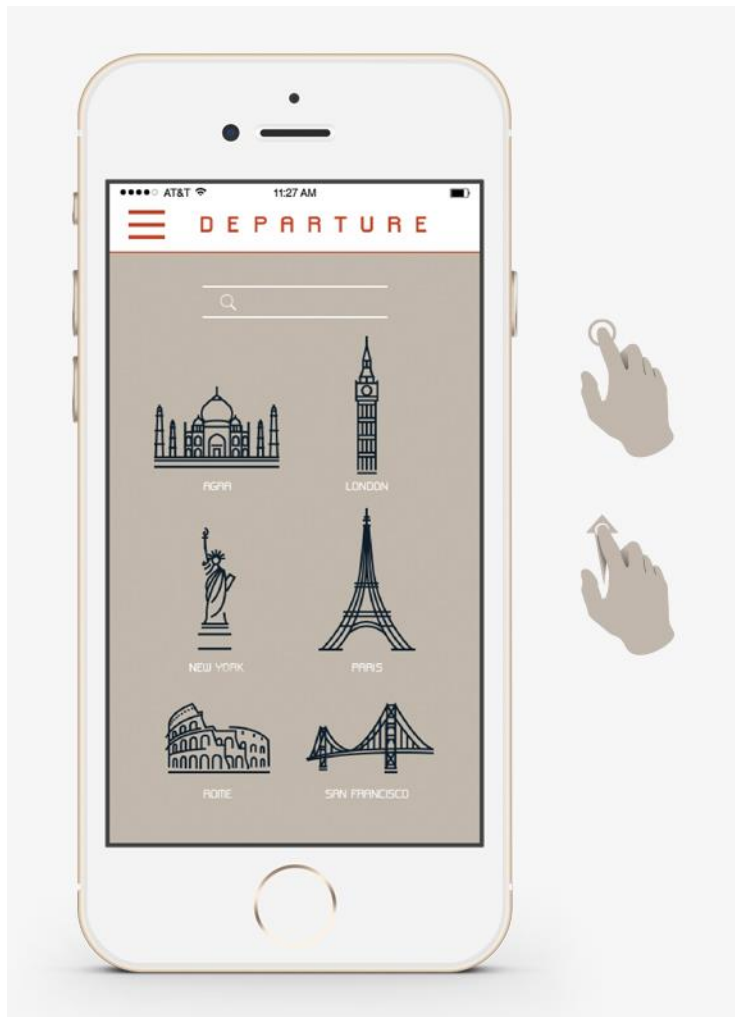 AT&T 11:27 AM
DEPARTURE
AGRA LONDON
NEW YORK PARIS
ROME SAN FRANCISCO